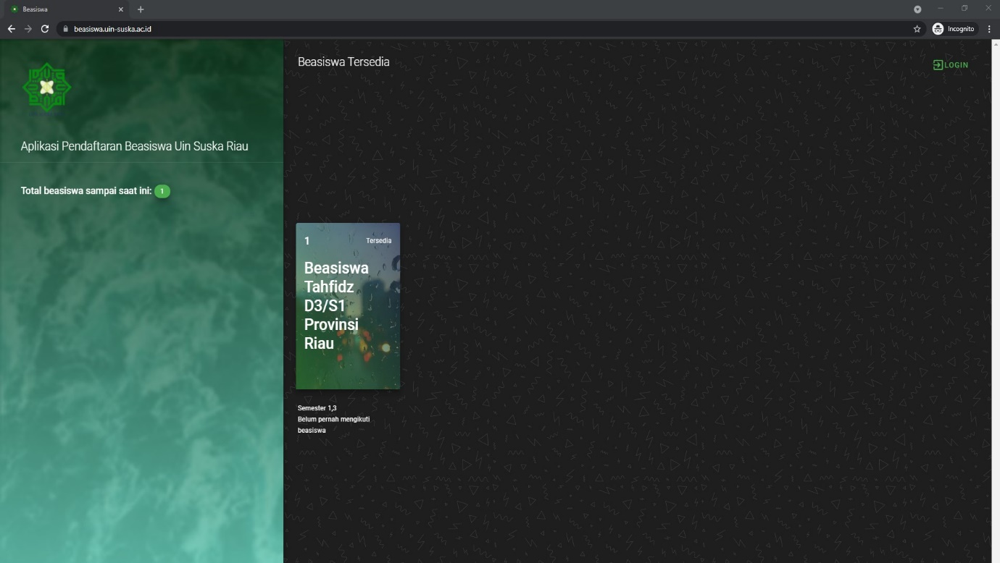 Beasiswa
beasiswa.uin-suska.ac.id
Incognito
Aplikasi Pendaftaran Beasiswa Uin Suska Riau
Total beasiswa sampai saat ini: 1
Beasiswa Tersedia
LOGIN
1
Tersedia
Beasiswa
Tahfidz
D3/S1
Provinsi
Riau
Semester 1,3
Belum pernah mengikuti
beasiswa